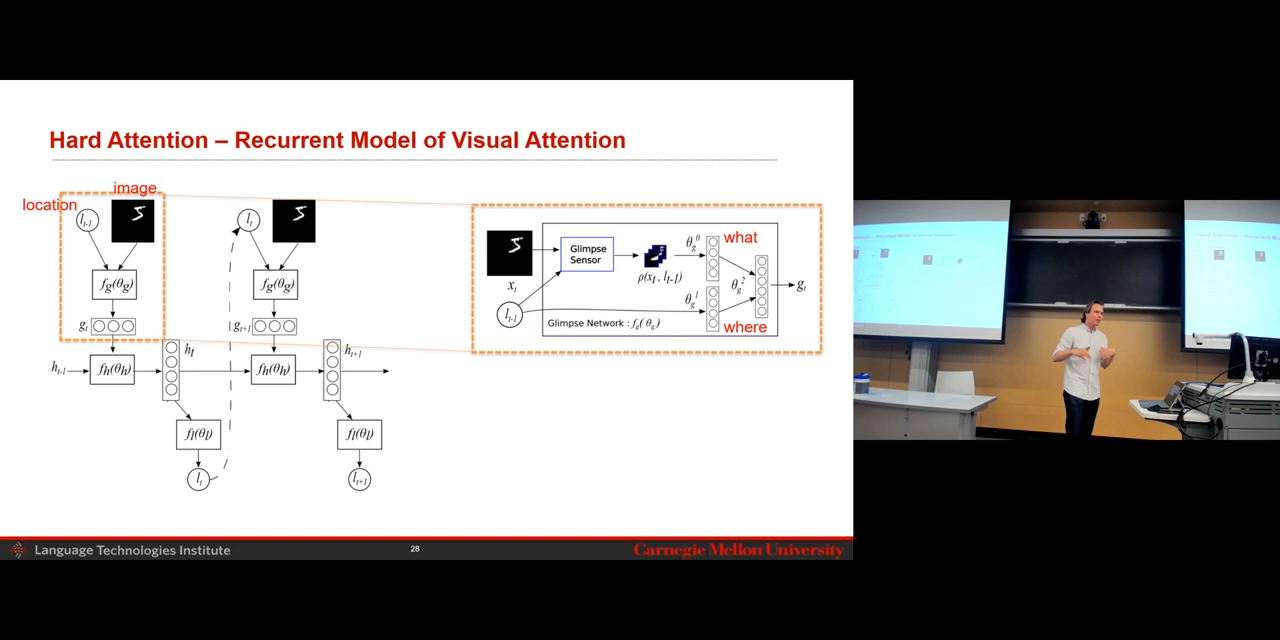 Hard Attention – Recurrent Model of Visual Attention
image
location
l_{t-1}
l_t
f_g(θ_g)
f_g(θ_g)
g_t
g_{t+1}
h_{t-1}
f_h(θ_h)
h_t
f_h(θ_h)
h_{t+1}
f_l(θ_l)
f_l(θ_l)
l_t
l_{t+1}
x_t
l_{t-1}
Glimpse
Sensor
ρ(x_t, l_{t-1})
θ_g^0
θ_g^1
θ_g^2
what
where
g_t
Glimpse Network : f_g( θ_g)
Language Technologies Institute
28
Carnegie Mellon University
Hard Attention – Recurrent M